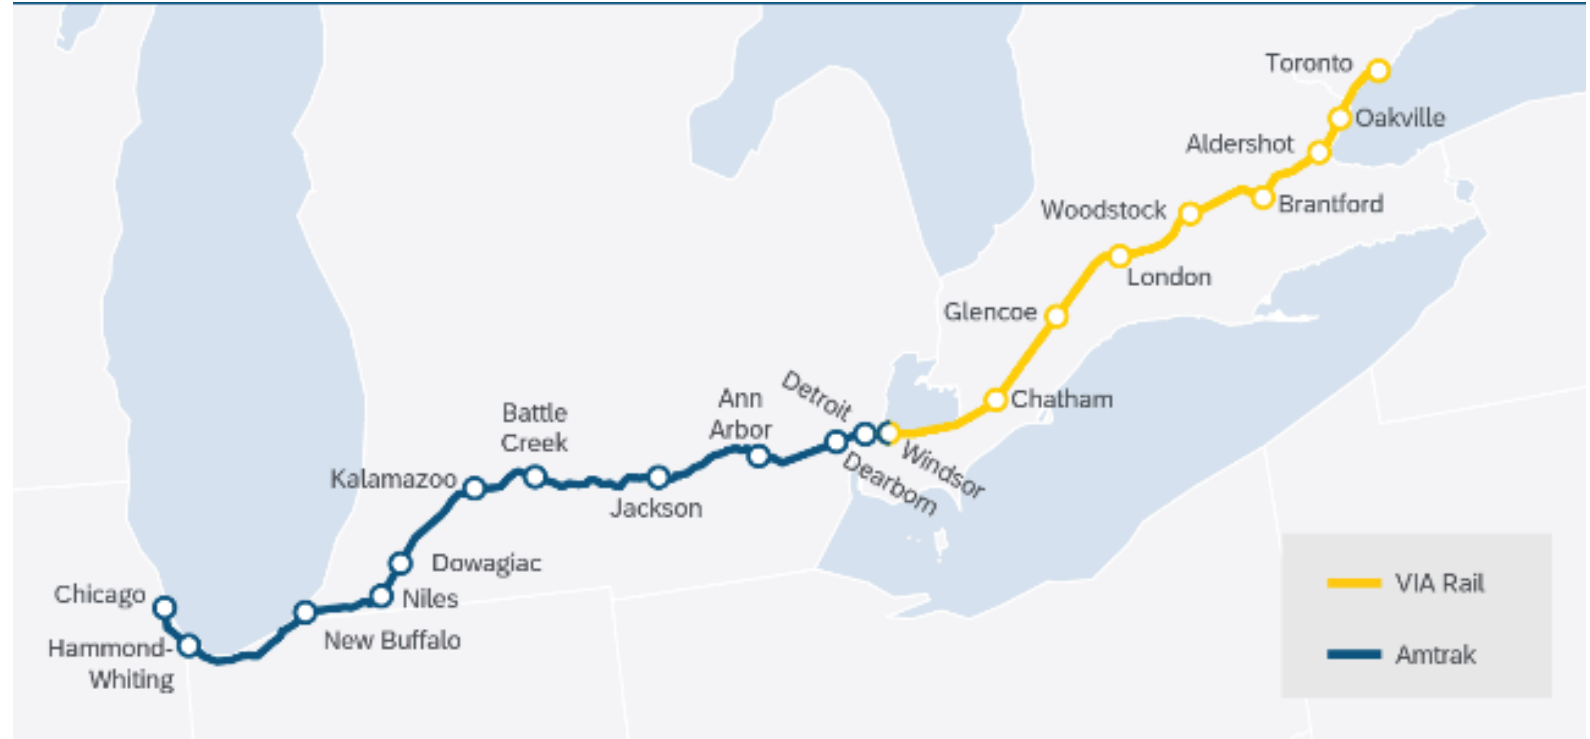 Toronto
Oakville
Aldershot
Brantford
Woodstock
London
Glencoe
Chatham
Detroit
Windsor
Dearborn
Ann
Arbor
Battle
Creek
Jackson
Kalamazoo
Dowagiac
Niles
New Buffalo
Chicago
Hammond-
Whiting
VIA Rail
Amtrak